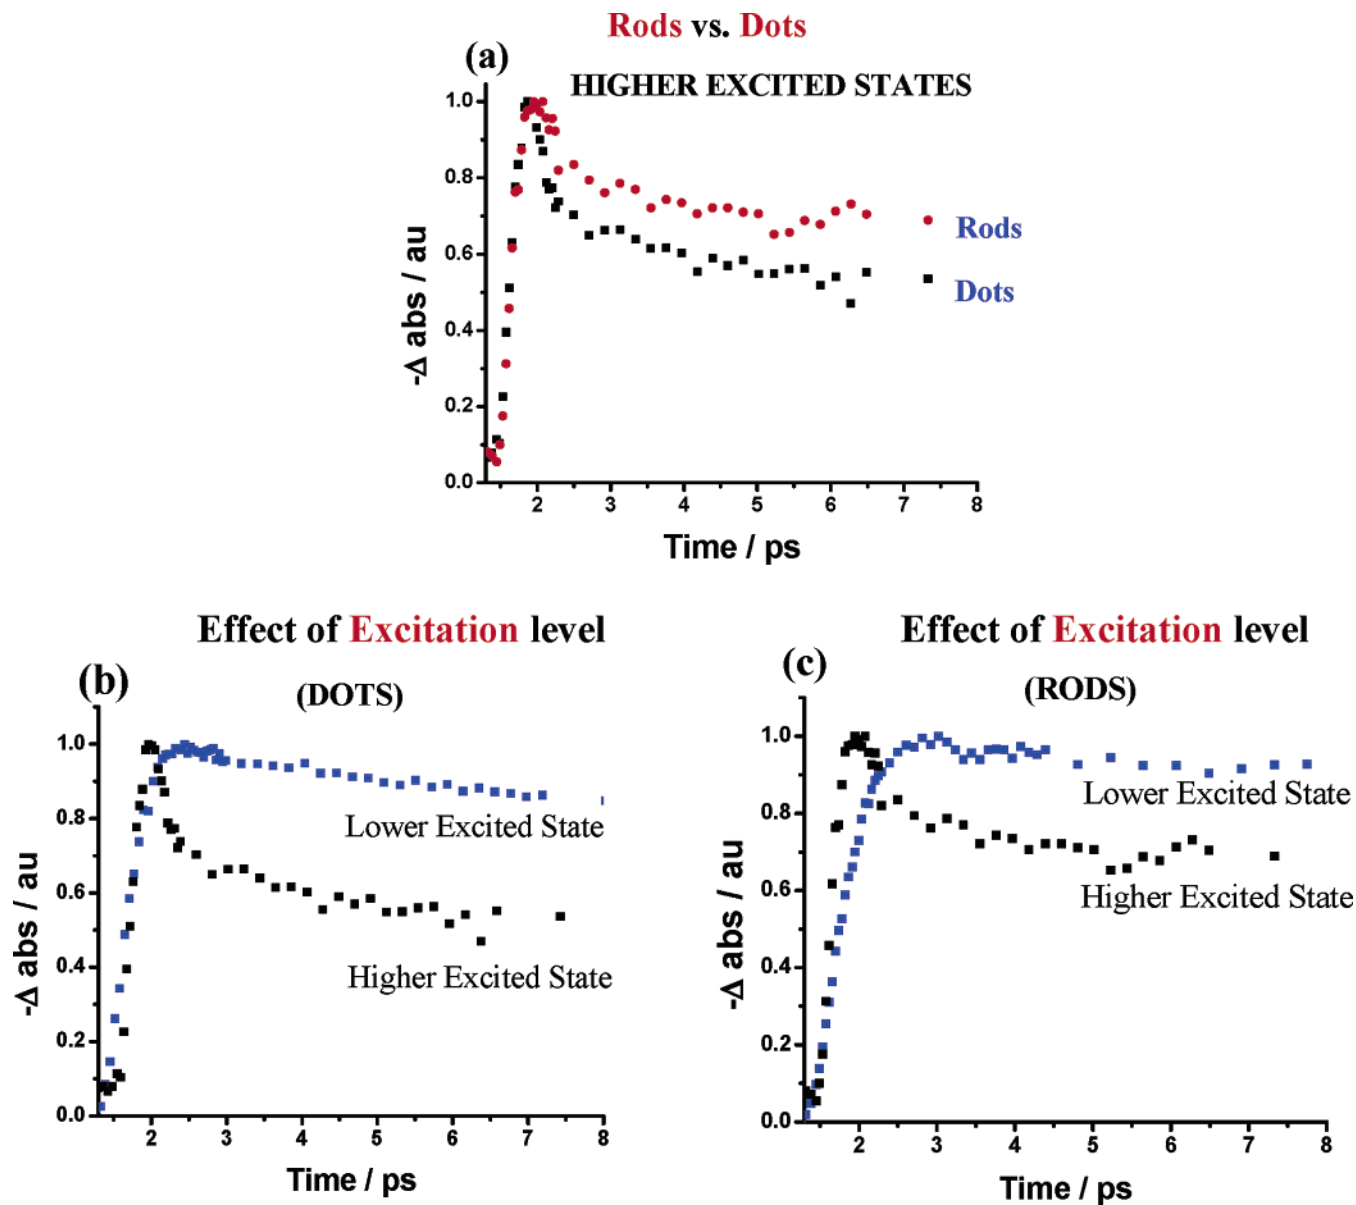 Rods vs. Dots
(a)
HIGHER EXCITED STATES
1.0
0.8
0.6
0.4
0.2
0.0
-Δ abs / au
Rods
Dots
2 3 4 5 6 7 8
Time / ps
Effect of Excitation level
(b)
(DOTS)
1.0
0.8
0.6
0.4
0.2
0.0
-Δ abs / au
Lower Excited State
Higher Excited State
2 3 4 5 6 7 8
Time / ps
Effect of Excitation level
(c)
(RODS)
1.0
0.8
0.6
0.4
0.2
0.0
-Δ abs / au
Lower Excited State
Higher Excited State
2 3 4 5 6 7 8
Time / ps